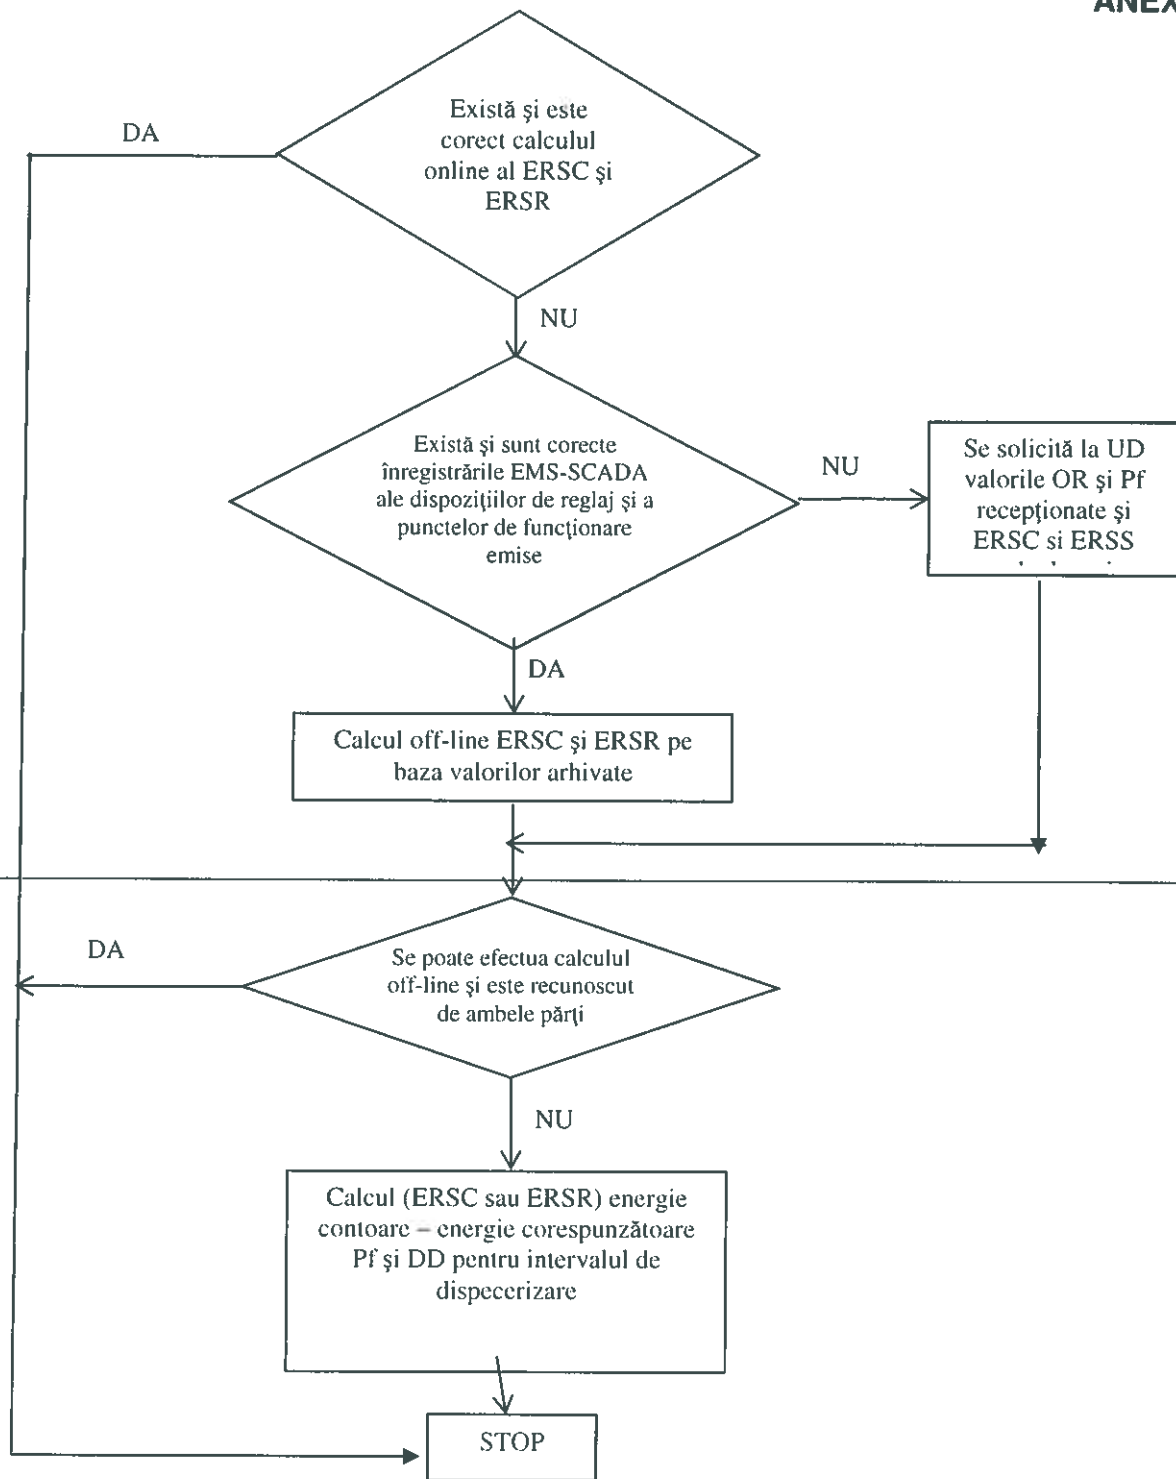 ANEX
Există şi este
corect calculul
online al ERSC şi
ERSR
DA
NU
Există şi sunt corecte
înregistrările EMS-SCADA
ale dispoziţiilor de reglaj şi a
punctelor de funcţionare
emise
NU
Se solicită la UD
valorile OR şi Pf
recepţionate şi
ERSC si ERSS
DA
Calcul off-line ERSC şi ERSR pe
baza valorilor arhivate
DA
Se poate efectua calculul
off-line şi este recunoscut
de ambele părţi
NU
Calcul (ERSC sau ERSR) energie
contoare – energie corespunzătoare
Pf şi DD pentru intervalul de
dispecerizare
STOP